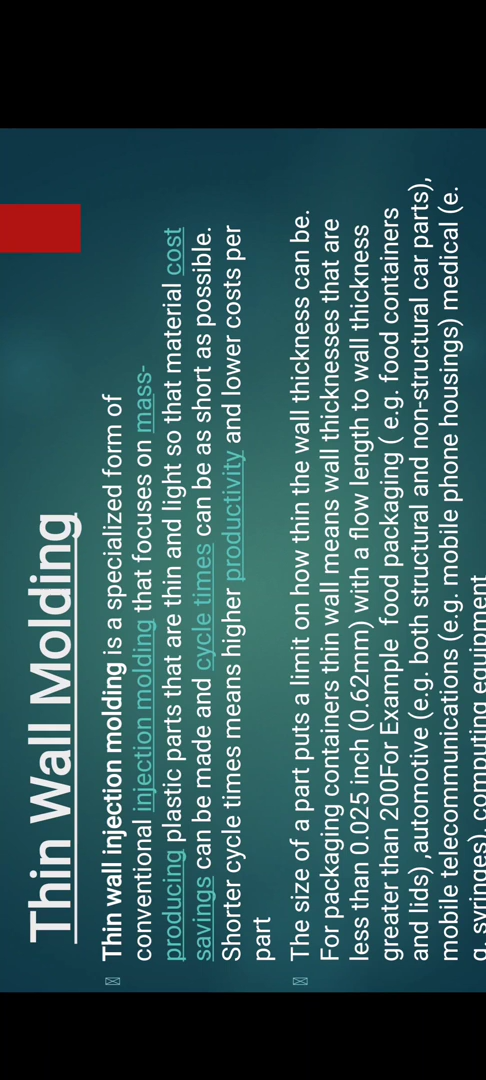 Thin Wall Molding
Thin wall injection molding is a specialized form of
conventional injection molding that focuses on mass-
producing plastic parts that are thin and light so that material cost
savings can be made and cycle times can be as short as possible.
Shorter cycle times means higher productivity and lower costs per
part
The size of a part puts a limit on how thin the wall thickness can be.
For packaging containers thin wall means wall thicknesses that are
less than 0.025 inch (0.62mm) with a flow length to wall thickness
greater than 200For Example food packaging ( e.g. food containers
and lids) ,automotive (e.g. both structural and non-structural car parts),
mobile telecommunications (e.g. mobile phone housings) medical (e.
g. syringes), computing equipment